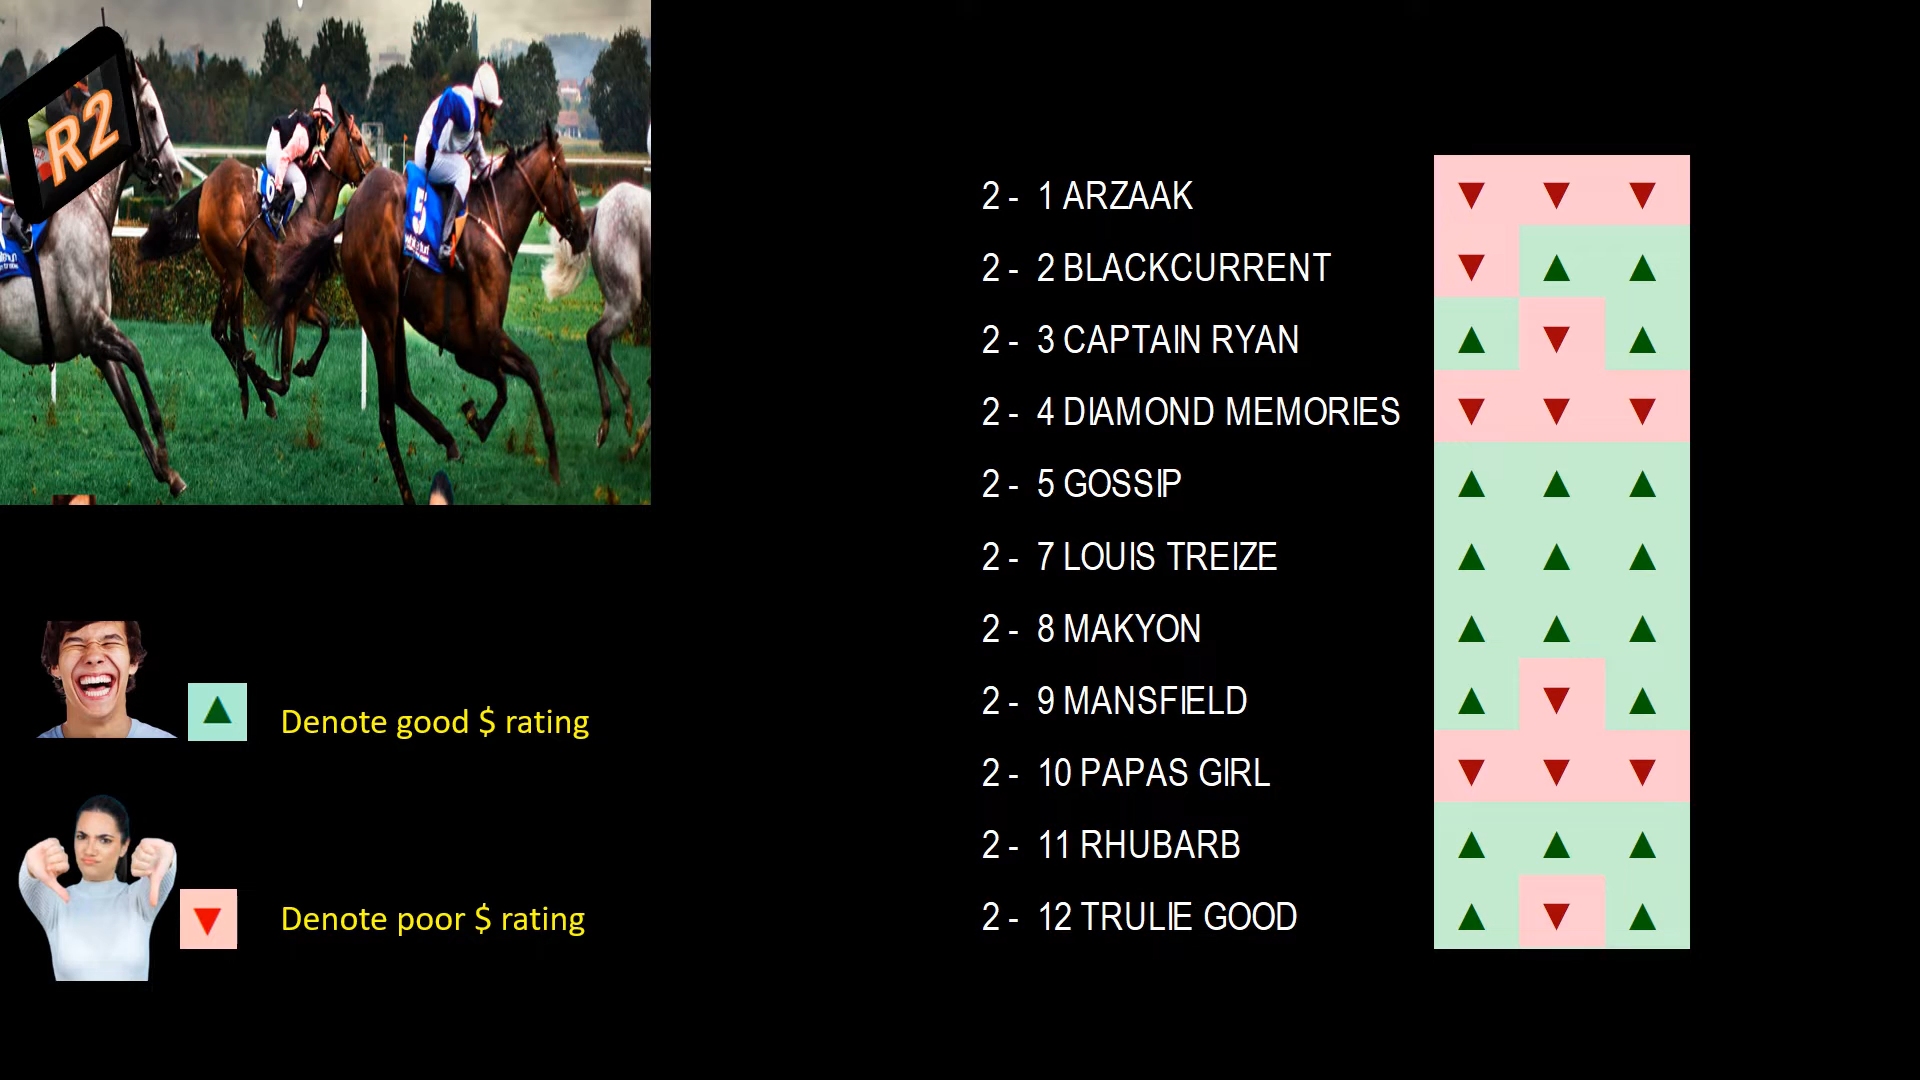 R2
5
6
2 - 1 ARZAAK ▼ ▼ ▼
2 - 2 BLACKCURRENT ▼ ▲ ▲
2 - 3 CAPTAIN RYAN ▲ ▼ ▲
2 - 4 DIAMOND MEMORIES ▼ ▼ ▼
2 - 5 GOSSIP ▲ ▲ ▲
2 - 7 LOUIS TREIZE ▲ ▲ ▲
2 - 8 MAKYON ▲ ▲ ▲
2 - 9 MANSFIELD ▲ ▼ ▲
2 - 10 PAPAS GIRL ▼ ▼ ▼
2 - 11 RHUBARB ▲ ▲ ▲
2 - 12 TRULIE GOOD ▲ ▼ ▲
▲ Denote good $ rating
▼ Denote poor $ rating